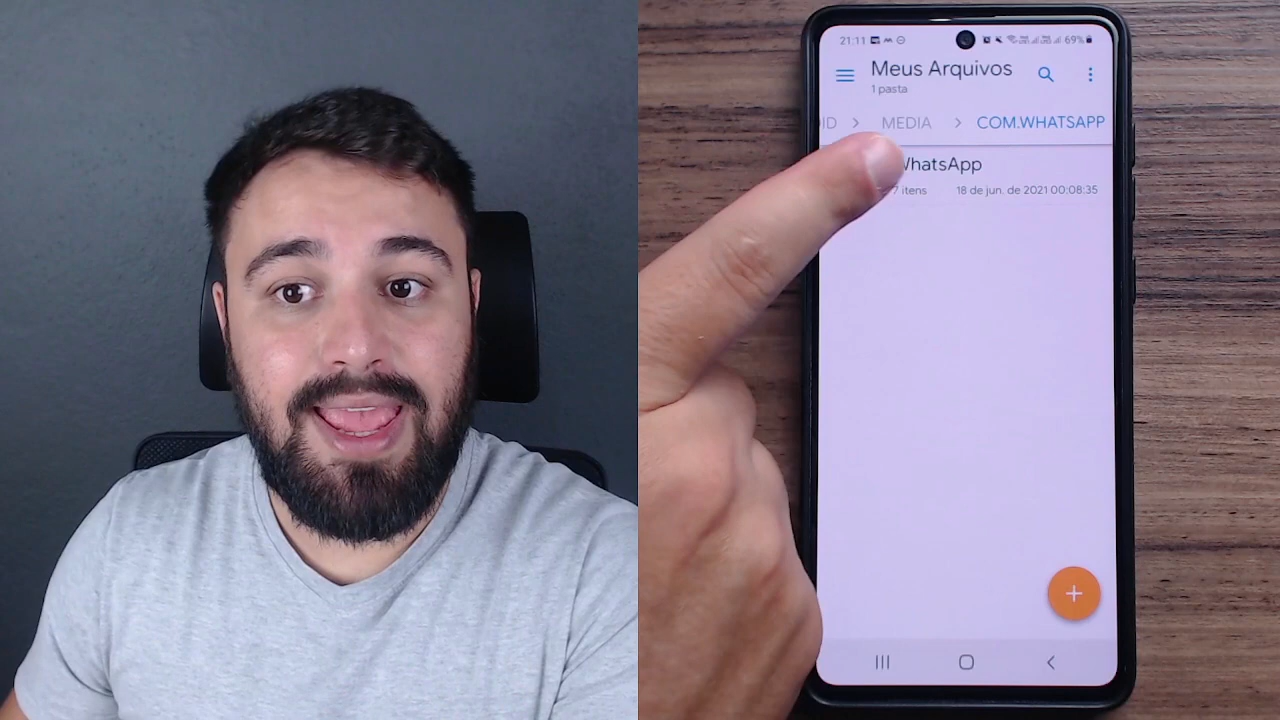 21:11
69%
Meus Arquivos
1 pasta
MEDIA > COM.WHATSAPP
WhatsApp
7 itens 18 de jun. de 2021 00:08:35